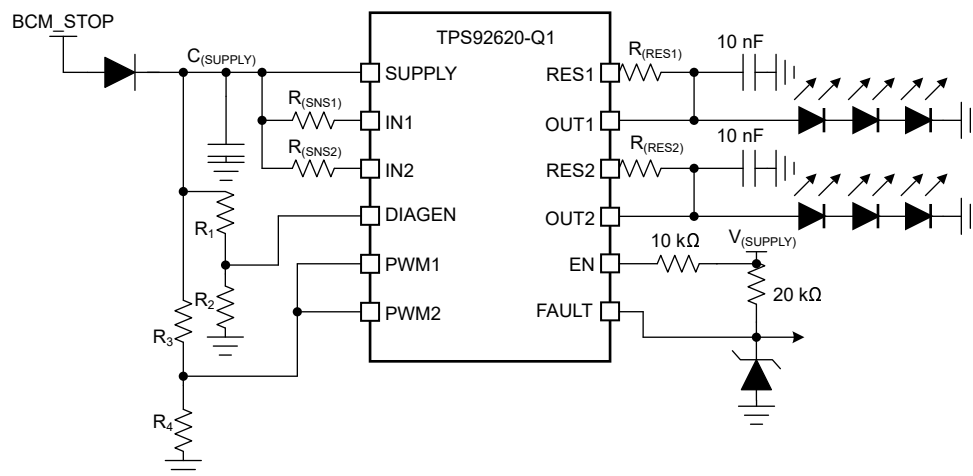 BCM_STOP
C(SUPPLY)
TPS92620-Q1
SUPPLY
IN1
IN2
DIAGEN
PWM1
PWM2
RES1
OUT1
RES2
OUT2
EN
FAULT
R(SNS1)
R(SNS2)
R1
R2
R3
R4
R(RES1)
10 nF
R(RES2)
10 nF
10 kΩ
V(SUPPLY)
20 kΩ